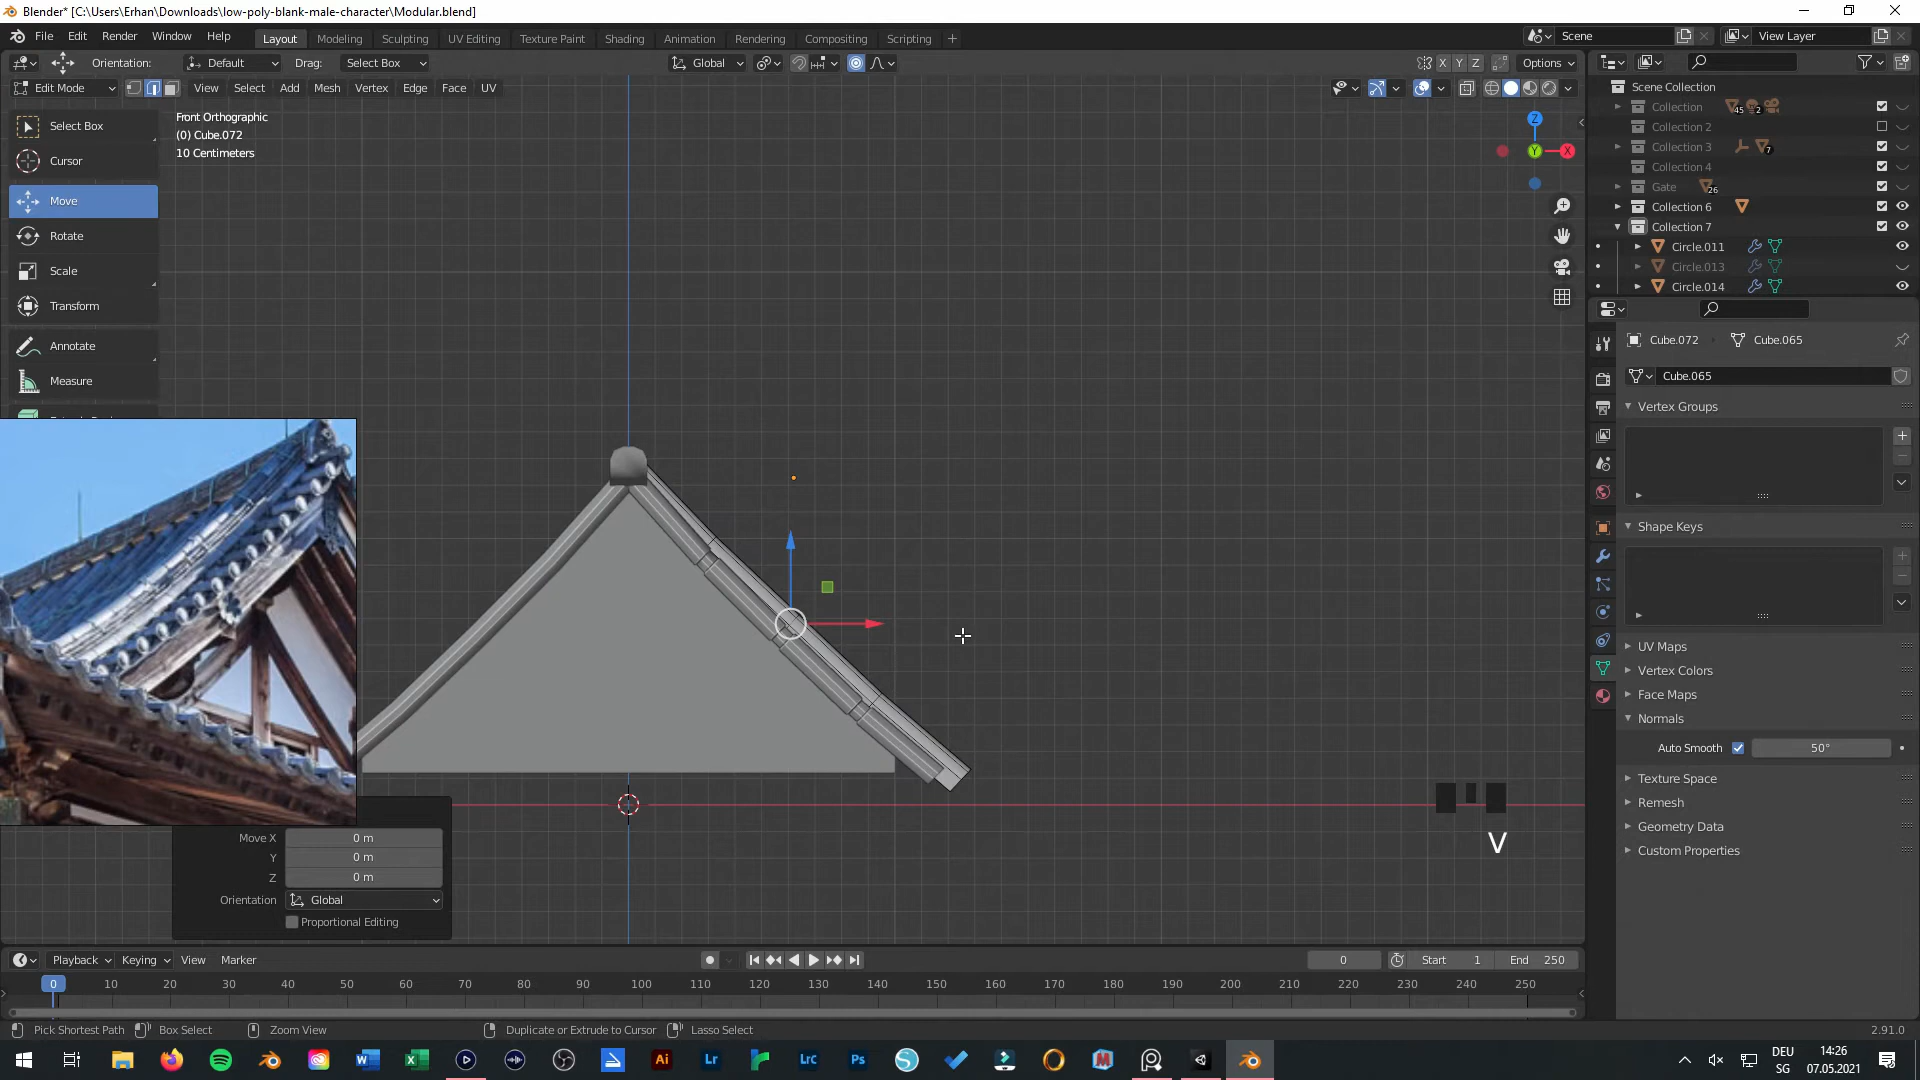 Blender* [C:\Users\Erhan\Downloads\low-poly-blank-male-character\Modular.blend]
File Edit Render Window Help
Layout Modeling Sculpting UV Editing Texture Paint Shading Animation Rendering Compositing Scripting +
Scene
View Layer
Orientation: Default Drag: Select Box
Global
X Y Z Options
Edit Mode View Select Add Mesh Vertex Edge Face UV
Front Orthographic
(0) Cube.072
10 Centimeters
Select Box
Cursor
Move
Rotate
Scale
Transform
Annotate
Measure
Z
Y
X
Move X 0 m
Y 0 m
Z 0 m
Orientation Global
Proportional Editing
V
Scene Collection
Collection 45 2
Collection 2
Collection 3 7
Collection 4
Gate 26
Collection 6
Collection 7
Circle.011
Circle.013
Circle.014
Cube.072 Cube.065
Cube.065
Vertex Groups
Shape Keys
UV Maps
Vertex Colors
Face Maps
Normals
Auto Smooth 50°
Texture Space
Remesh
Geometry Data
Custom Properties
Playback Keying View Marker
0 Start 1 End 250
0 10 20 30 40 50 60 70 80 90 100 110 120 130 140 150 160 170 180 190 200 210 220 230 240 250
Pick Shortest Path Box Select Zoom View Duplicate or Extrude to Cursor Lasso Select 2.91.0
W X Ai Lr LrC Ps S M
DEU
SG
14:26
07.05.2021